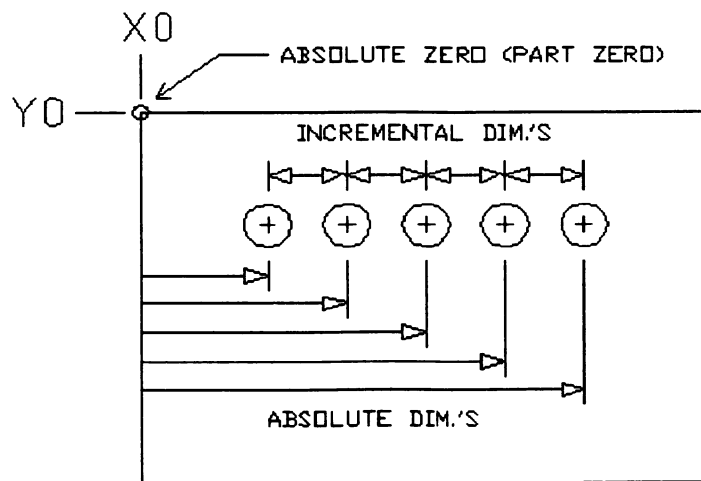 X0
ABSOLUTE ZERO (PART ZERO)
Y0
INCREMENTAL DIM.'S
ABSOLUTE DIM.'S